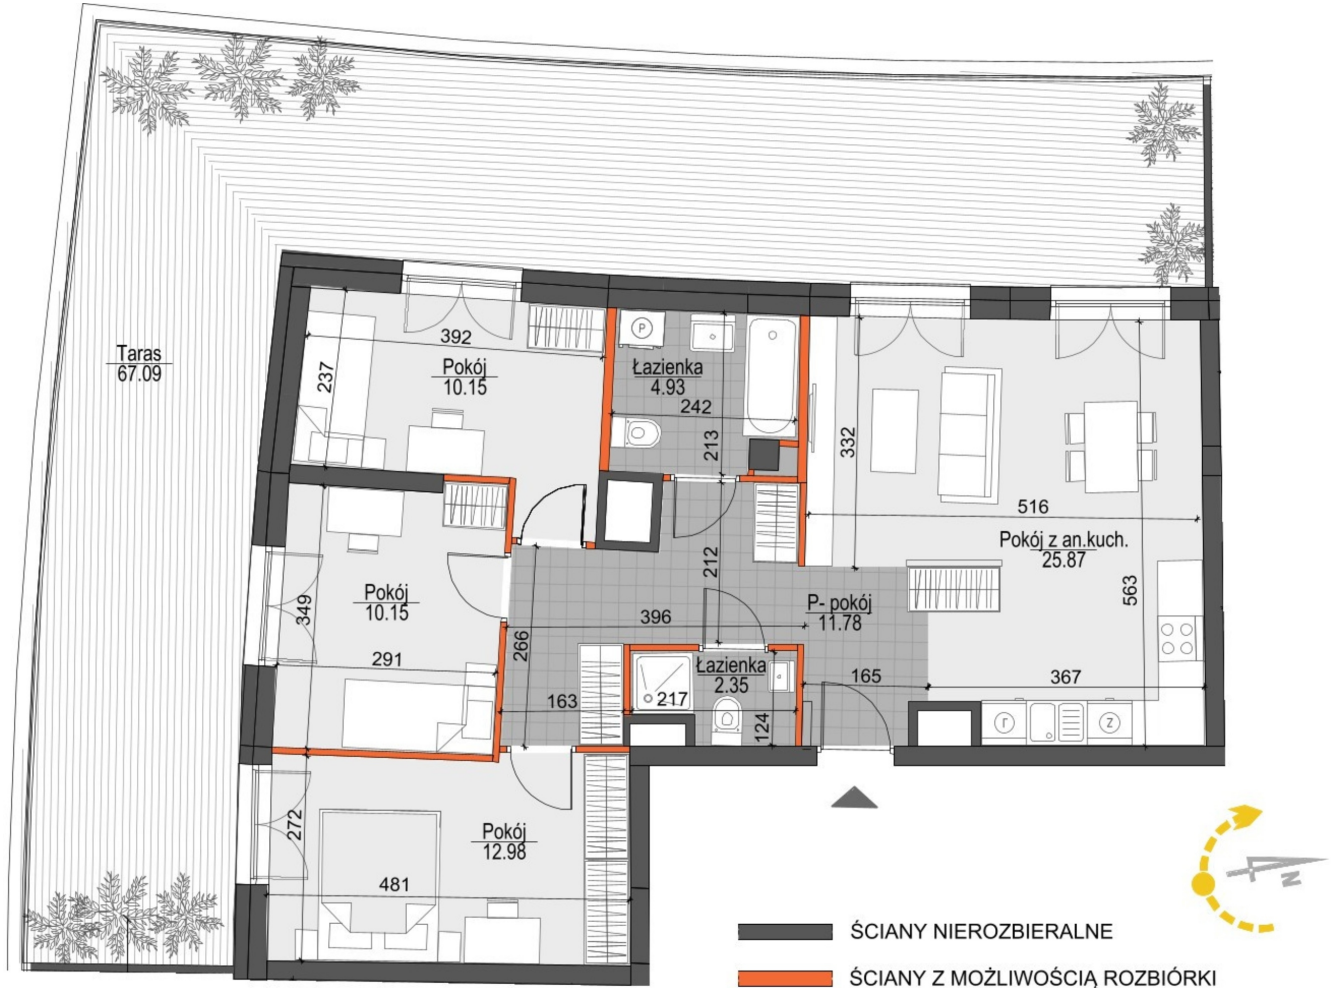 Taras
67.09
392
Pokój
10.15
237
P
Łazienka
4.93
242
213
332
516
Pokój z an.kuch.
25.87
563
Pokój
10.15
349
291
212
396
266
P- pokój
11.78
Łazienka
2.35
217
163
124
165
367
r
z
272
Pokój
12.98
481
N
ŚCIANY NIEROZBIERALNE
ŚCIANY Z MOŻLIWOŚCIĄ ROZBIÓRKI